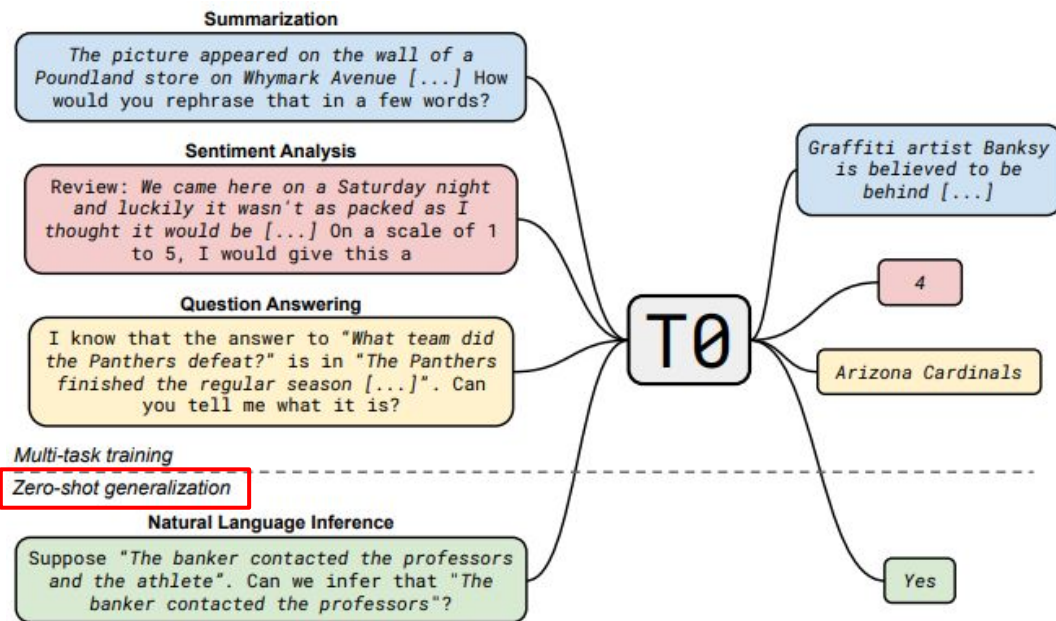 Summarization
The picture appeared on the wall of a
Poundland store on Whymark Avenue [...] How
would you rephrase that in a few words?
Sentiment Analysis
Review: We came here on a Saturday night
and luckily it wasn't as packed as I
thought it would be [...] On a scale of 1
to 5, I would give this a
Question Answering
I know that the answer to "What team did
the Panthers defeat?" is in "The Panthers
finished the regular season [...]". Can
you tell me what it is?
Multi-task training
Zero-shot generalization
Natural Language Inference
Suppose "The banker contacted the professors
and the athlete". Can we infer that "The
banker contacted the professors"?
T0
Graffiti artist Banksy
is believed to be
behind [...]
4
Arizona Cardinals
Yes